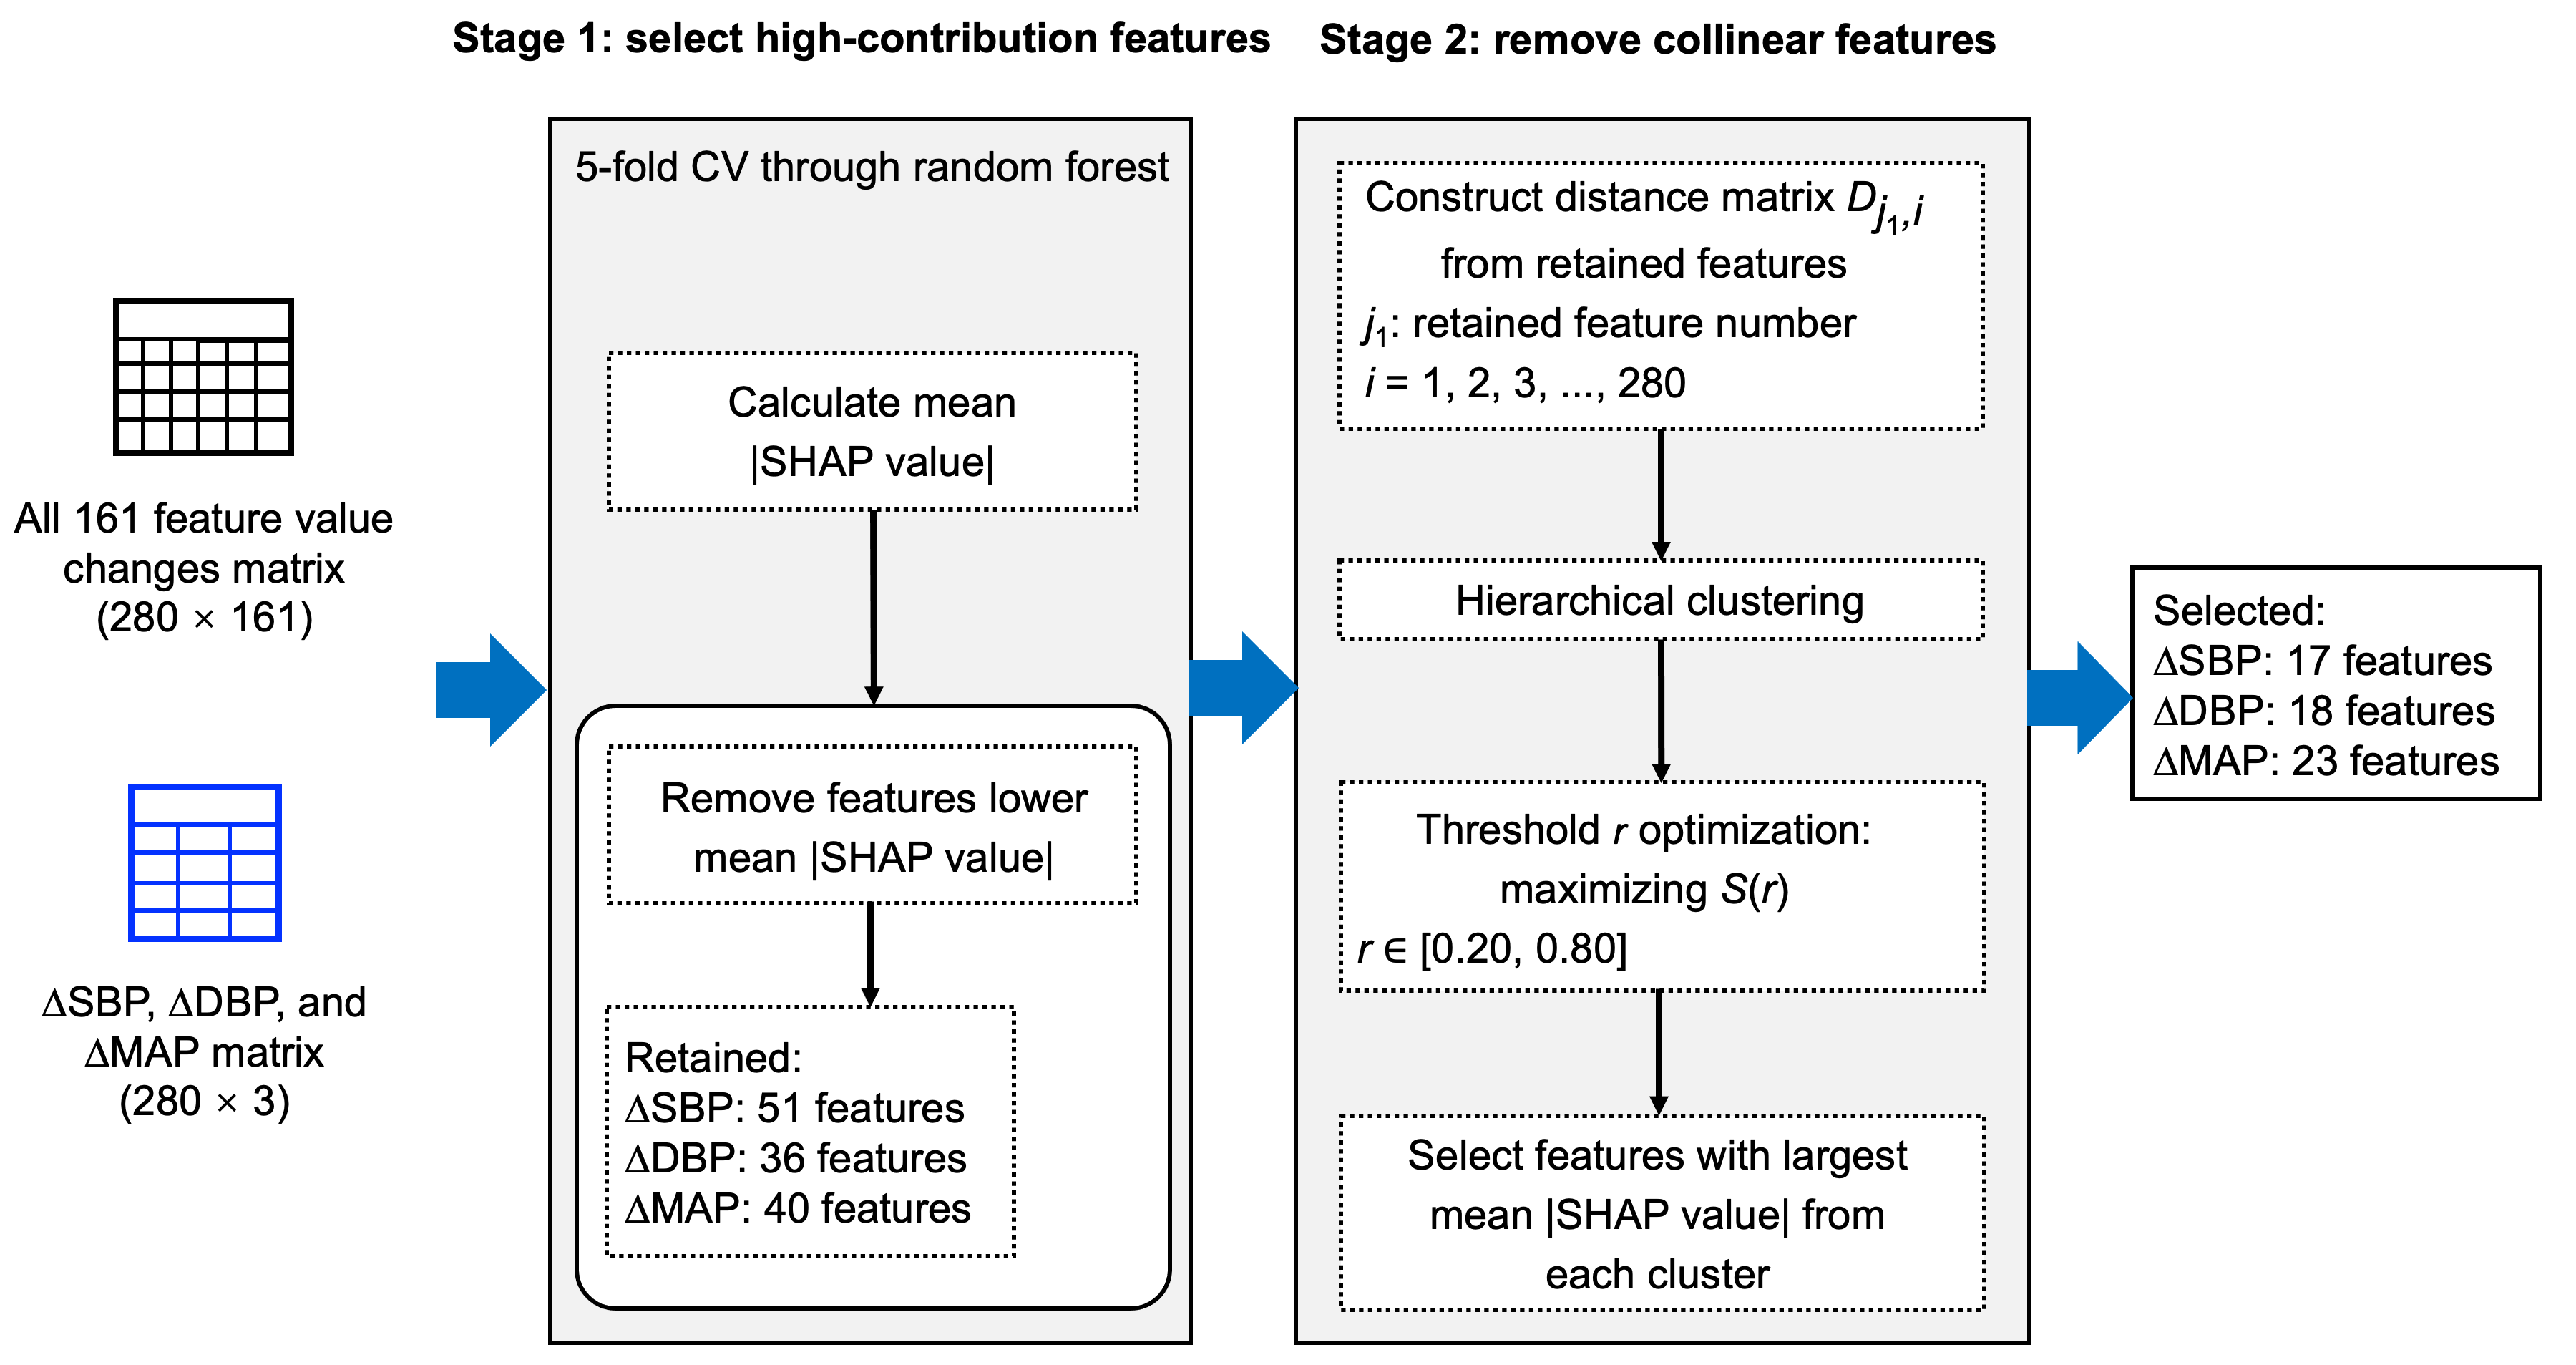 Stage 1: select high-contribution features
Stage 2: remove collinear features
All 161 feature value
changes matrix
(280 × 161)
ΔSBP, ΔDBP, and
ΔMAP matrix
(280 × 3)
5-fold CV through random forest
Calculate mean
|SHAP value|
Remove features lower
mean |SHAP value|
Retained:
ΔSBP: 51 features
ΔDBP: 36 features
ΔMAP: 40 features
Construct distance matrix D_{j_1,i}
from retained features
j_1: retained feature number
i = 1, 2, 3, ..., 280
Hierarchical clustering
Threshold r optimization:
maximizing S(r)
r ∈ [0.20, 0.80]
Select features with largest
mean |SHAP value| from
each cluster
Selected:
ΔSBP: 17 features
ΔDBP: 18 features
ΔMAP: 23 features